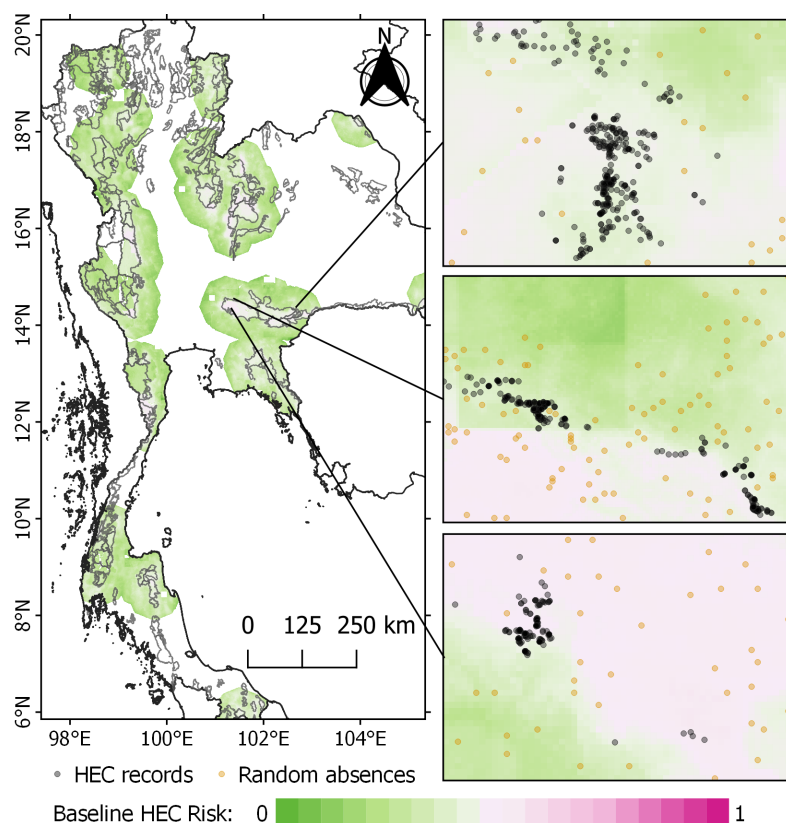 20°N
18°N
16°N
14°N
12°N
10°N
8°N
6°N
N
0 125 250 km
98°E 100°E 102°E 104°E
HEC records Random absences
Baseline HEC Risk: 0 1